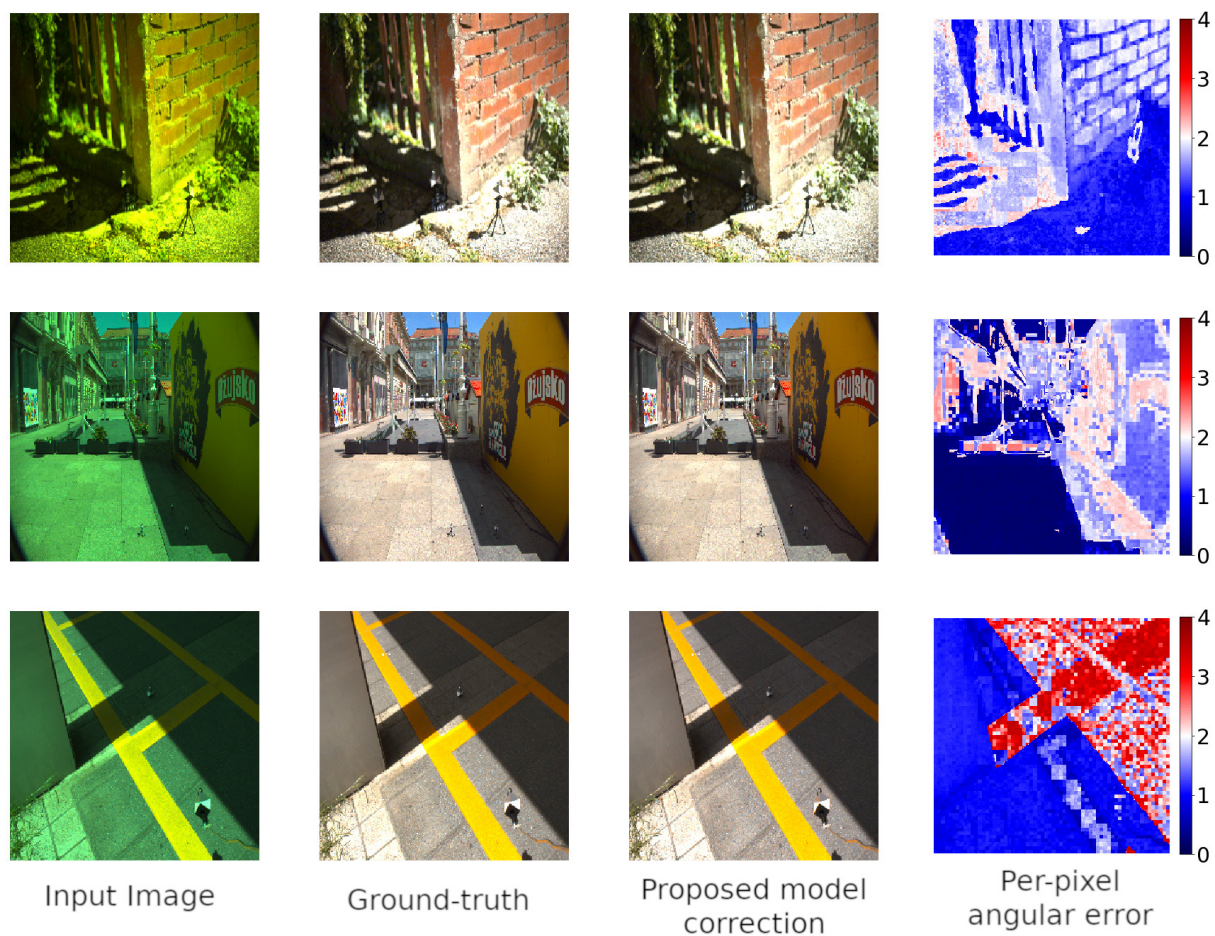 4
3
2
1
0
Ožujsko
4
3
2
1
0
4
3
2
1
0
Input Image
Ground-truth
Proposed model
correction
Per-pixel
angular error